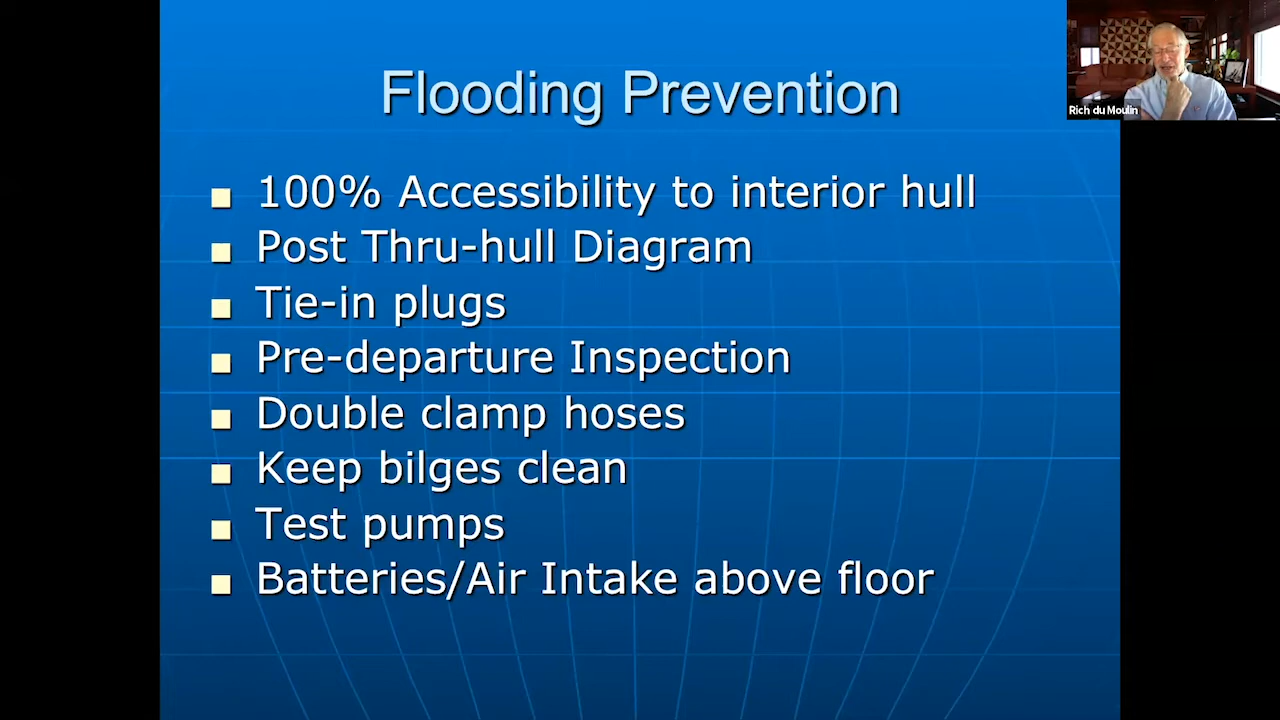 Flooding Prevention
100% Accessibility to interior hull
Post Thru-hull Diagram
Tie-in plugs
Pre-departure Inspection
Double clamp hoses
Keep bilges clean
Test pumps
Batteries/Air Intake above floor
Rich du Moulin